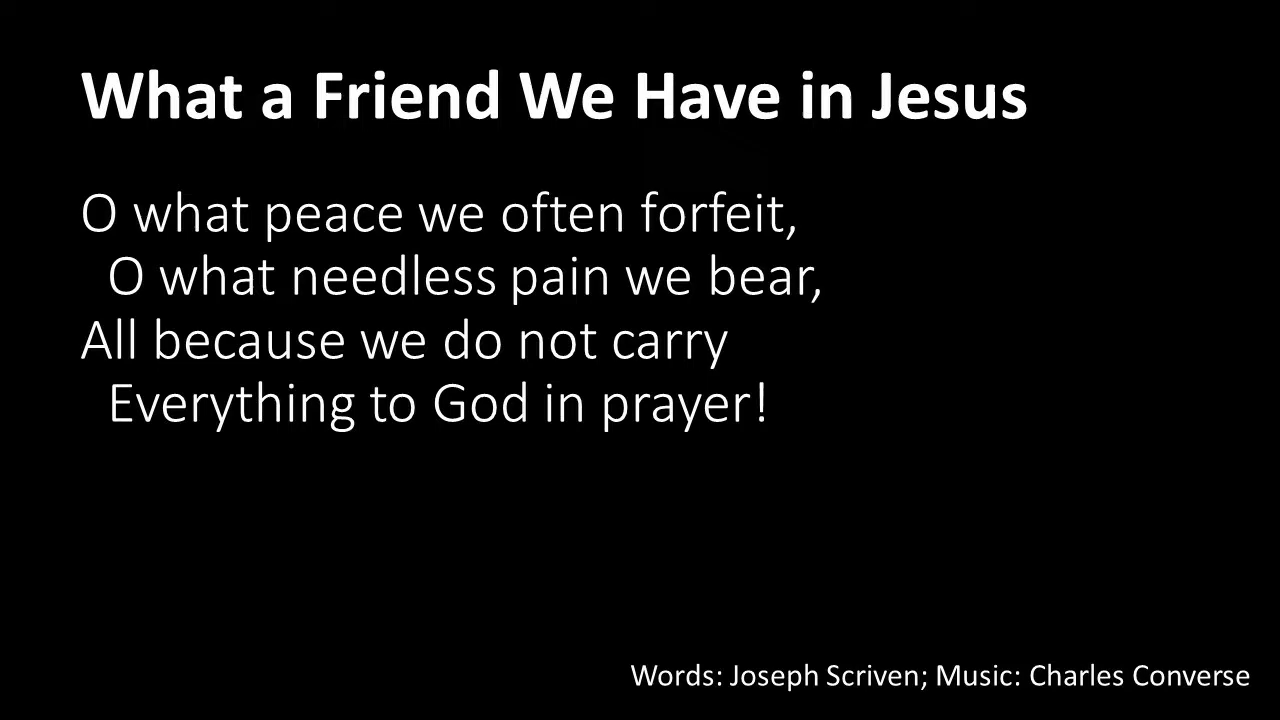 What a Friend We Have in Jesus
O what peace we often forfeit,
O what needless pain we bear,
All because we do not carry
Everything to God in prayer!
Words: Joseph Scriven; Music: Charles Converse